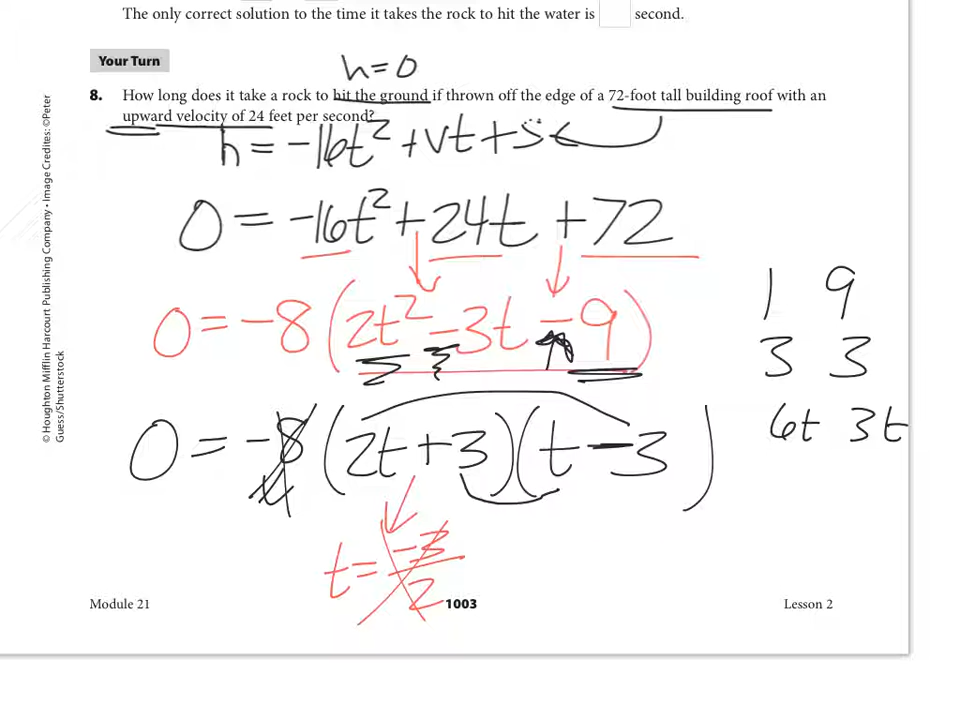 The only correct solution to the time it takes the rock to hit the water is second.
Your Turn
h=0
8. How long does it take a rock to hit the ground if thrown off the edge of a 72-foot tall building roof with an
upward velocity of 24 feet per second?
h = -16t² + vt + s
0 = -16t² + 24t + 72
0 = -8(2t² - 3t - 9)
1 9
3 3
6t 3t
0 = -8(2t+3)(t-3)
t = -3/2
Module 21 1003 Lesson 2
© Houghton Mifflin Harcourt Publishing Company • Image Credites: ©Peter
Guess/Shutterstock